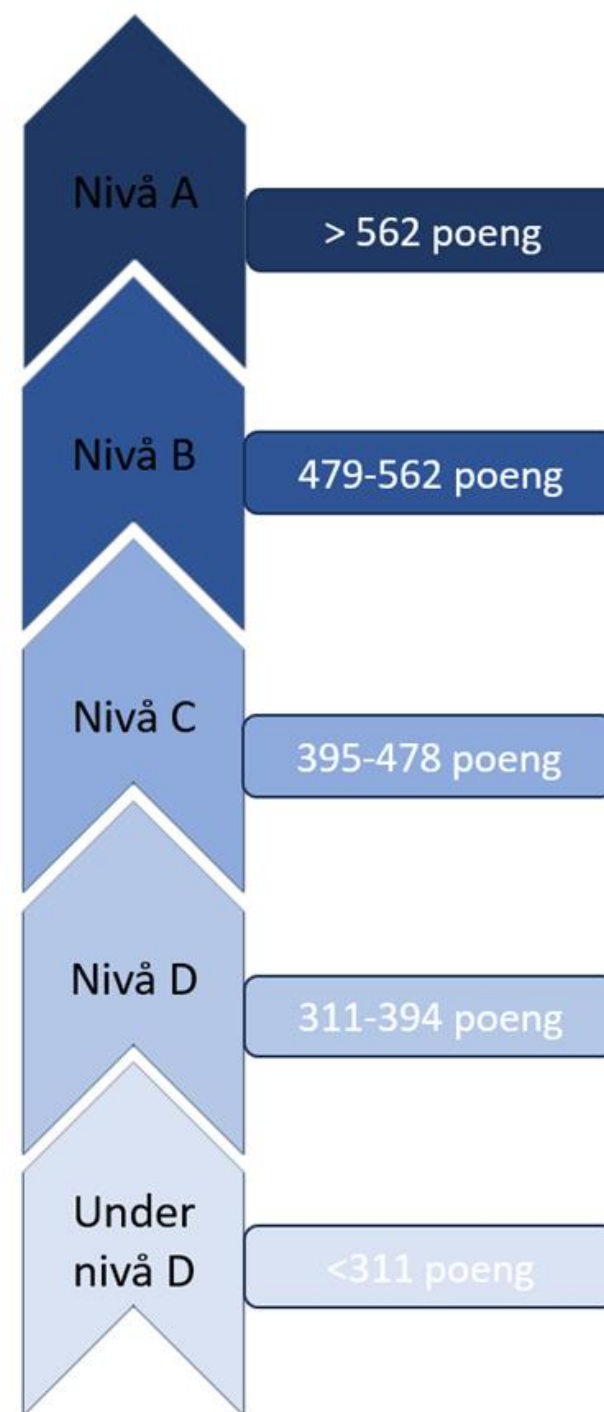 Nivå A
> 562 poeng
Nivå B
479-562 poeng
Nivå C
395-478 poeng
Nivå D
311-394 poeng
Under
nivå D
<311 poeng